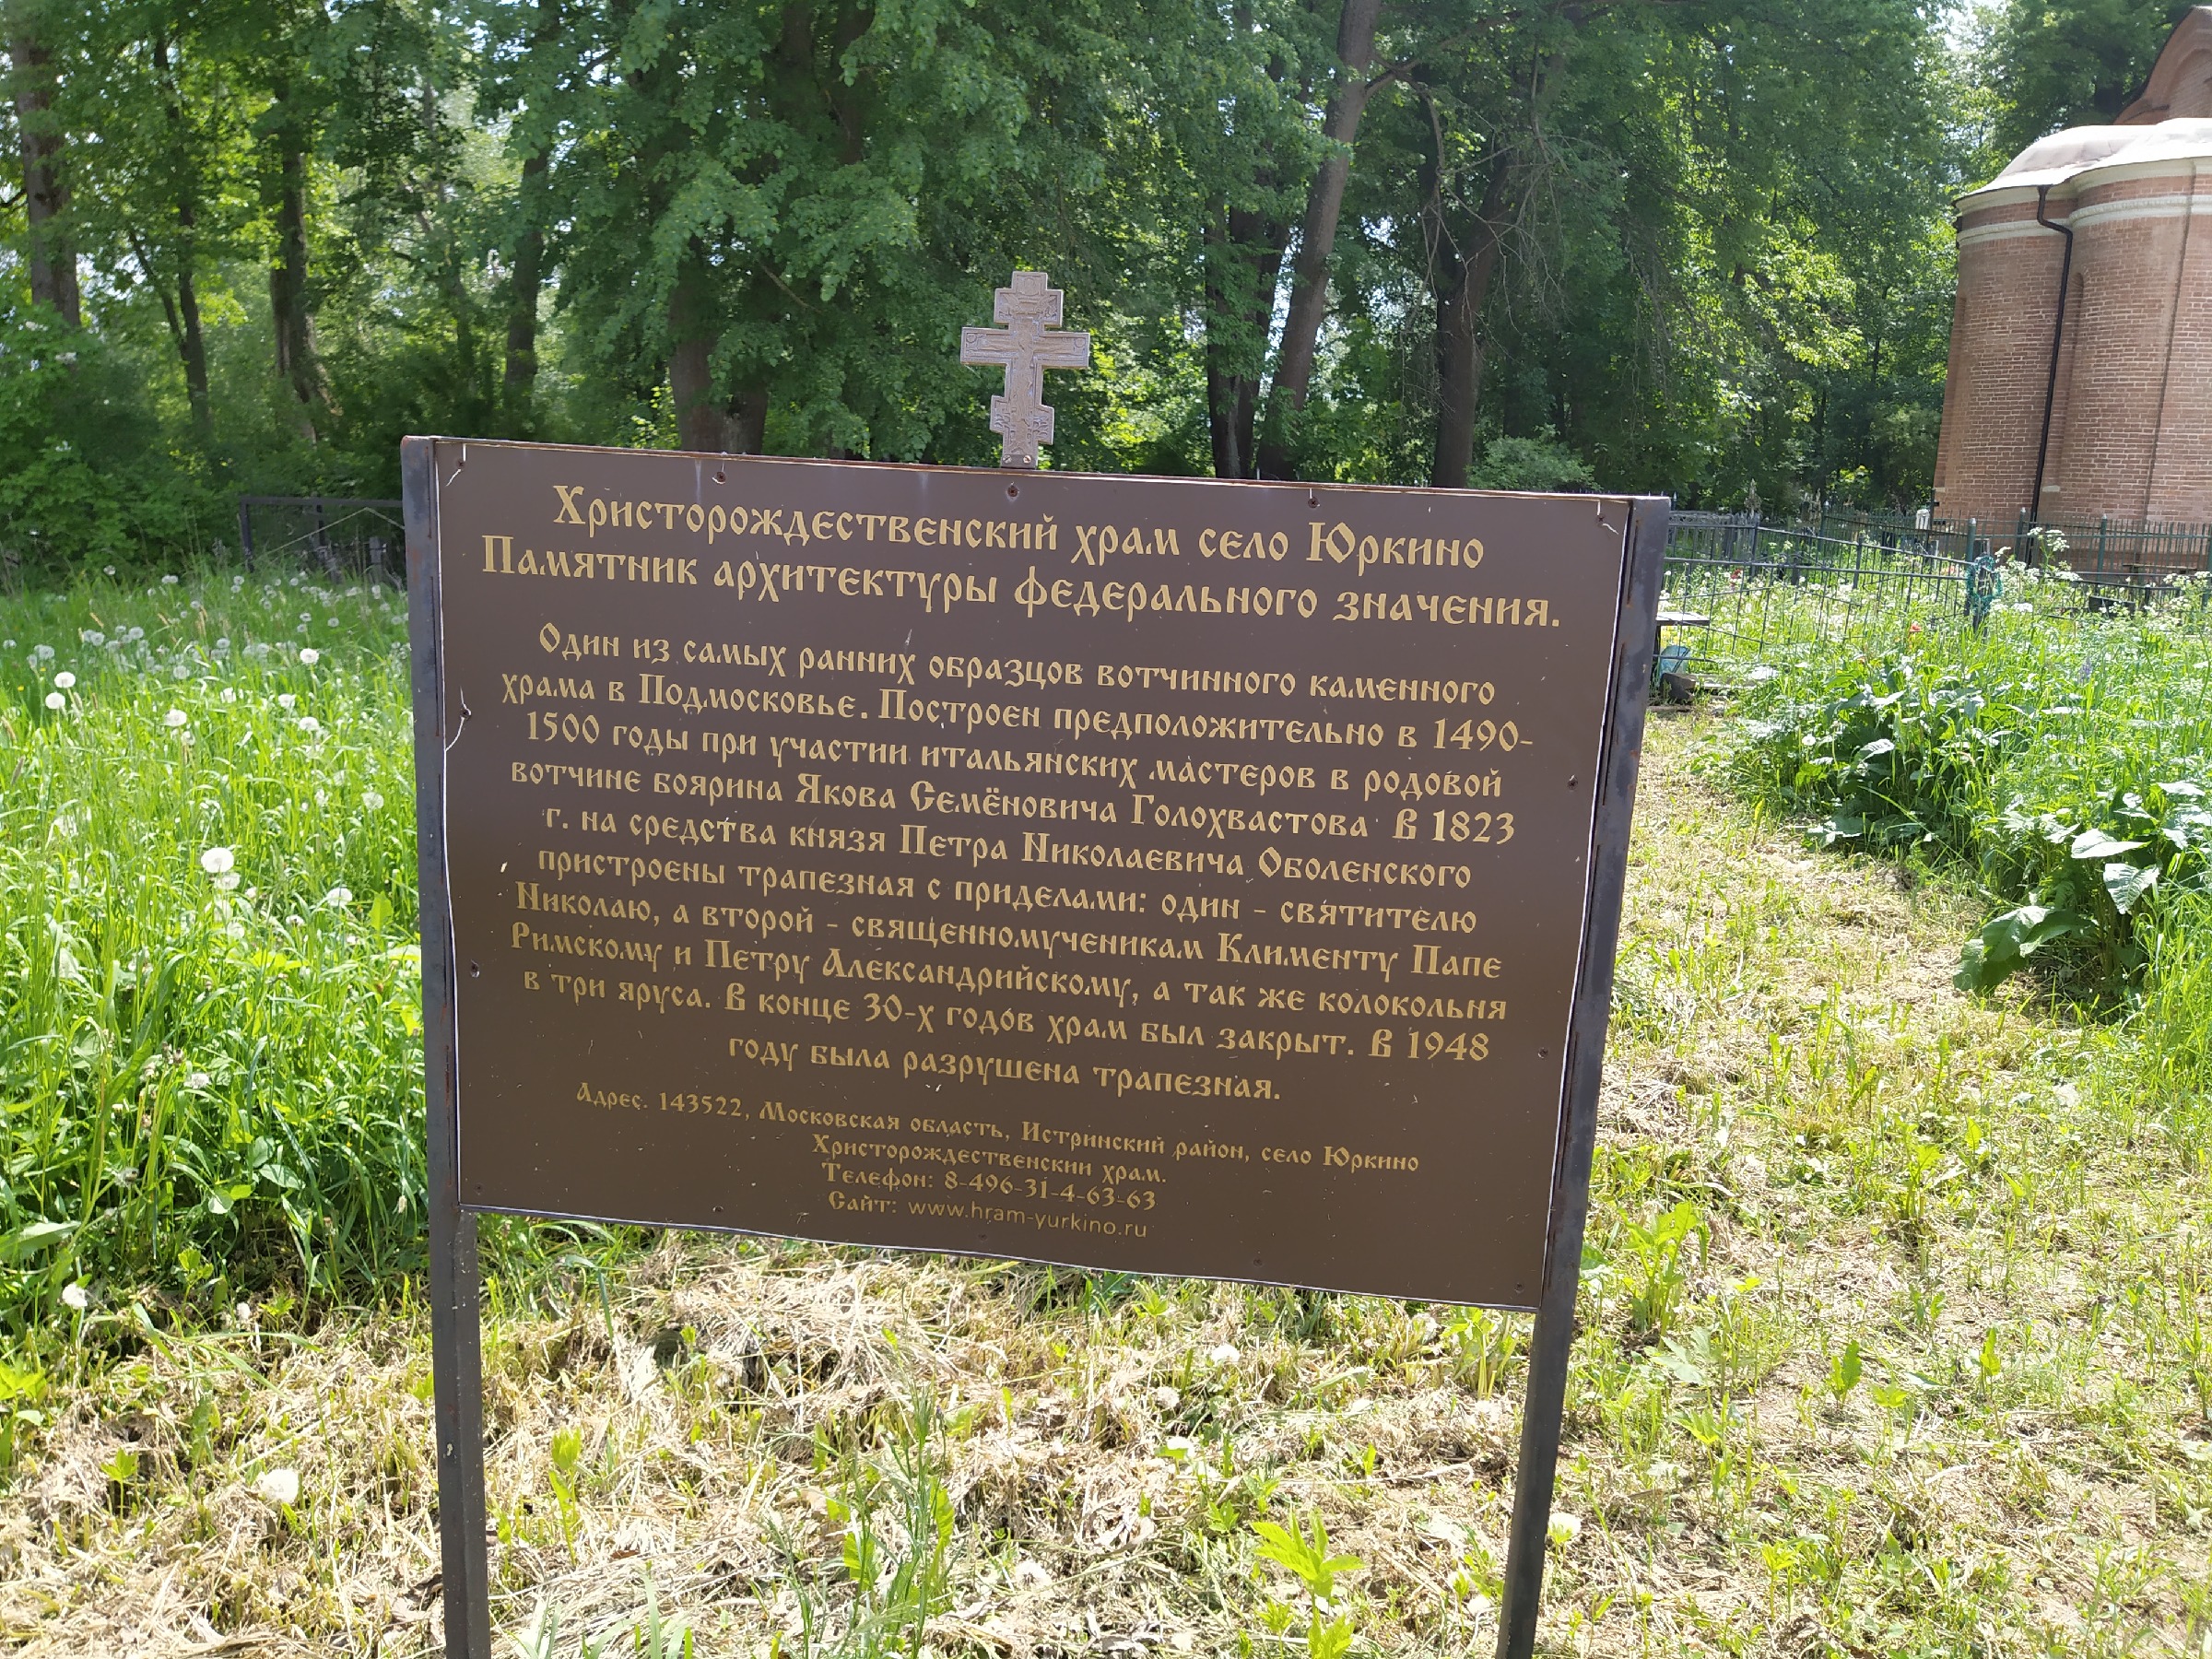 Христорождественский храм село Юркино
Памятник архитектуры федерального значения.
Один из самых ранних образцов вотчинного каменного
храма в Подмосковье. Построен предположительно в 1490-
1500 годы при участии итальянских мастеров в родовой
вотчине боярина Якова Семёновича Голохвастова В 1823
г. на средства князя Петра Николаевича Оболенского
пристроены трапезная с приделами: один - святителю
Николаю, а второй - священномученикам Клименту Папе
Римскому и Петру Александрийскому, а так же колокольня
в три яруса. В конце 30-х годов храм был закрыт. В 1948
году была разрушена трапезная.
Адрес. 143522, Московская область, Истринский район, село Юркино
Христорождественский храм.
Телефон: 8-496-31-4-63-63
Сайт: www.hram-yurkino.ru